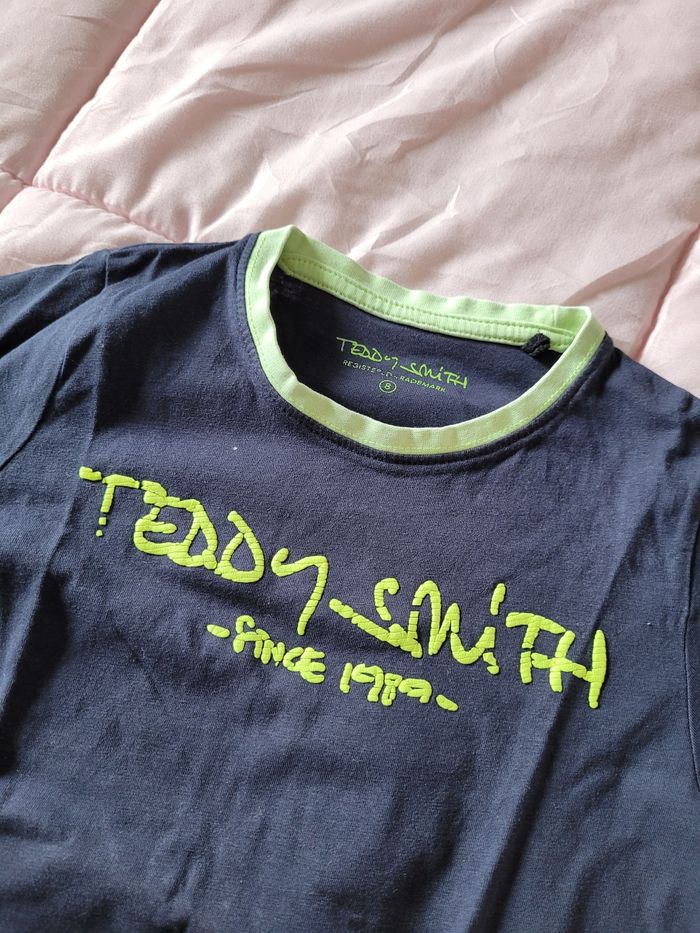 TEDDY SMITH
REGISTERED TRADEMARK
8
TEDDY SMITH
- SINCE 1989 -